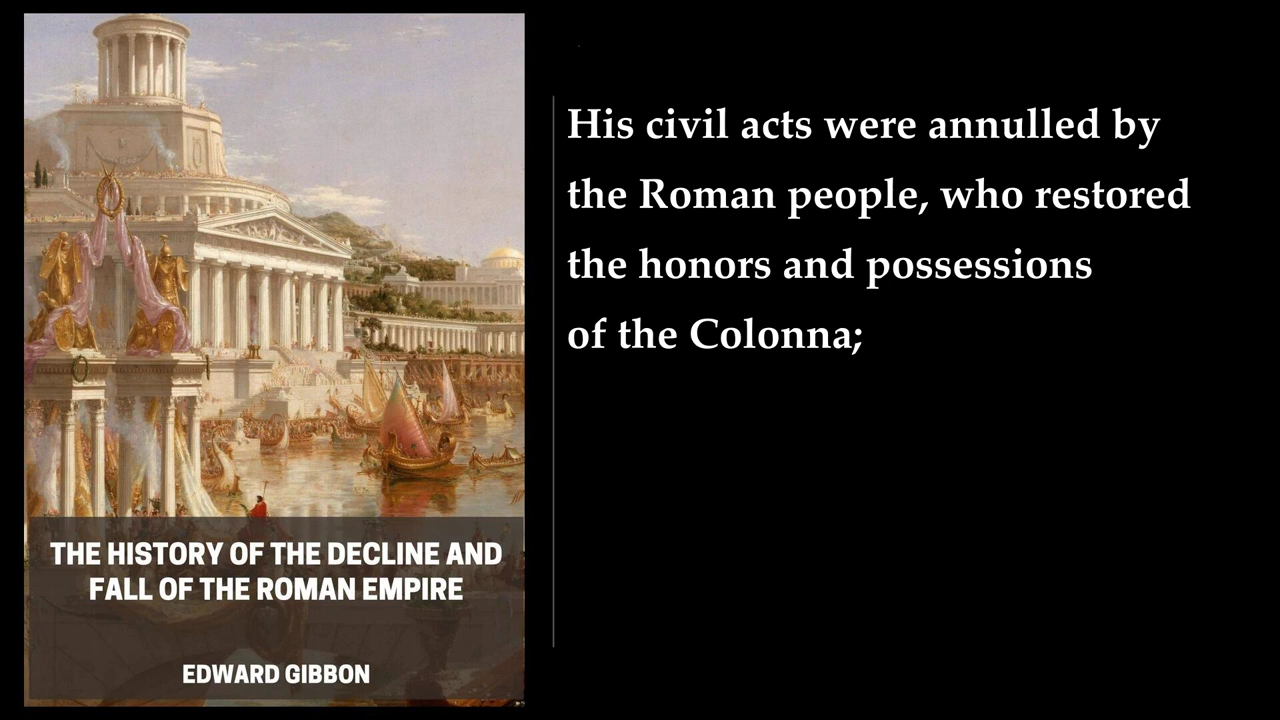 THE HISTORY OF THE DECLINE AND
FALL OF THE ROMAN EMPIRE
EDWARD GIBBON
His civil acts were annulled by
the Roman people, who restored
the honors and possessions
of the Colonna;